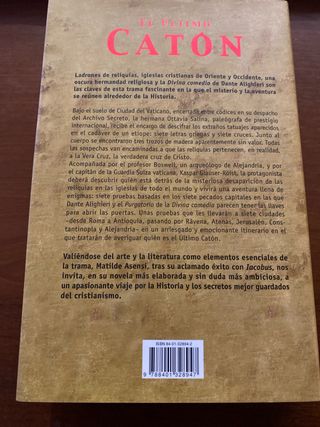 EL ÚLTIMO
CATÓN
Ladrones de reliquias, iglesias cristianas de Oriente y Occidente, una
oscura hermandad religiosa y la Divina comedia de Dante Alighieri son
las claves de esta trama fascinante en la que el misterio y la aventura
se reúnen alrededor de la Historia.
Bajo el suelo de Ciudad del Vaticano, encerrada entre códices en su despacho
del Archivo Secreto, la hermana Ottavia Salina, paleógrafa de prestigio
internacional, recibe el encargo de descifrar los extraños tatuajes aparecidos
en el cadáver de un etíope: siete letras griegas y siete cruces. Junto al
cuerpo se encontraron tres trozos de madera aparentemente sin valor. Todas
las sospechas van encaminadas a que las reliquias pertenecen, en realidad,
a la Vera Cruz, la verdadera cruz de Cristo.
Acompañada por el profesor Boswell, un arqueólogo de Alejandría, y por
el capitán de la Guardia Suiza vaticana, Kaspar Glauser-Röist, la protagonista
deberá descubrir quién está detrás de la misteriosa desaparición de las
reliquias en las iglesias de todo el mundo y vivirá una aventura llena de
enigmas: siete pruebas basadas en los siete pecados capitales en las que
Dante Alighieri y el Purgatorio de la Divina comedia parecen tener las llaves
para abrir las puertas. Unas pruebas que les llevarán a siete ciudades
-desde Roma a Antioquía, pasando por Rávena, Atenas, Jerusalén, Cons-
tantinopla y Alejandría- en un arriesgado y emocionante itinerario en
el que tratarán de averiguar quién es el Último Catón.
Valiéndose del arte y la literatura como elementos esenciales de
la trama, Matilde Asensi, tras su aclamado éxito con Iacobus, nos
invita, en su novela más elaborada y sin duda más ambiciosa, a
un apasionante viaje por la Historia y los secretos mejor guardados
del cristianismo.
ISBN 84-01-32894-2
9 788401 328947